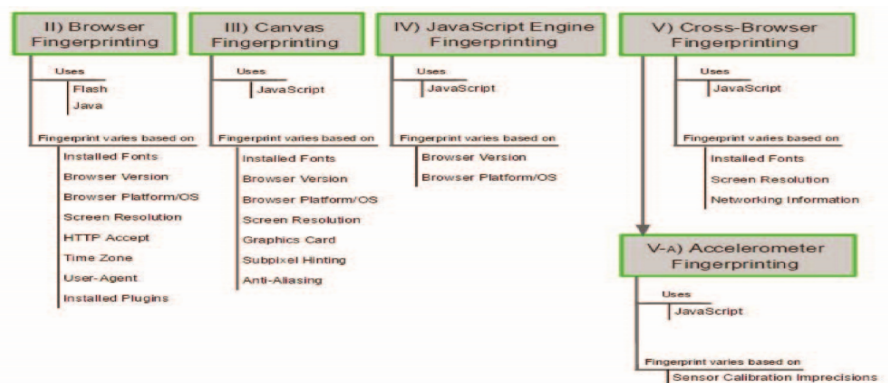 II) Browser
Fingerprinting
Uses
Flash
Java
Fingerprint varies based on
Installed Fonts
Browser Version
Browser Platform/OS
Screen Resolution
HTTP Accept
Time Zone
User-Agent
Installed Plugins
III) Canvas
Fingerprinting
Uses
JavaScript
Fingerprint varies based on
Installed Fonts
Browser Version
Browser Platform/OS
Screen Resolution
Graphics Card
Subpixel Hinting
Anti-Aliasing
IV) JavaScript Engine
Fingerprinting
Uses
JavaScript
Fingerprint varies based on
Browser Version
Browser Platform/OS
V) Cross-Browser
Fingerprinting
Uses
JavaScript
Fingerprint varies based on
Installed Fonts
Screen Resolution
Networking Information
V-A) Accelerometer
Fingerprinting
Uses
JavaScript
Fingerprint varies based on
Sensor Calibration Imprecisions